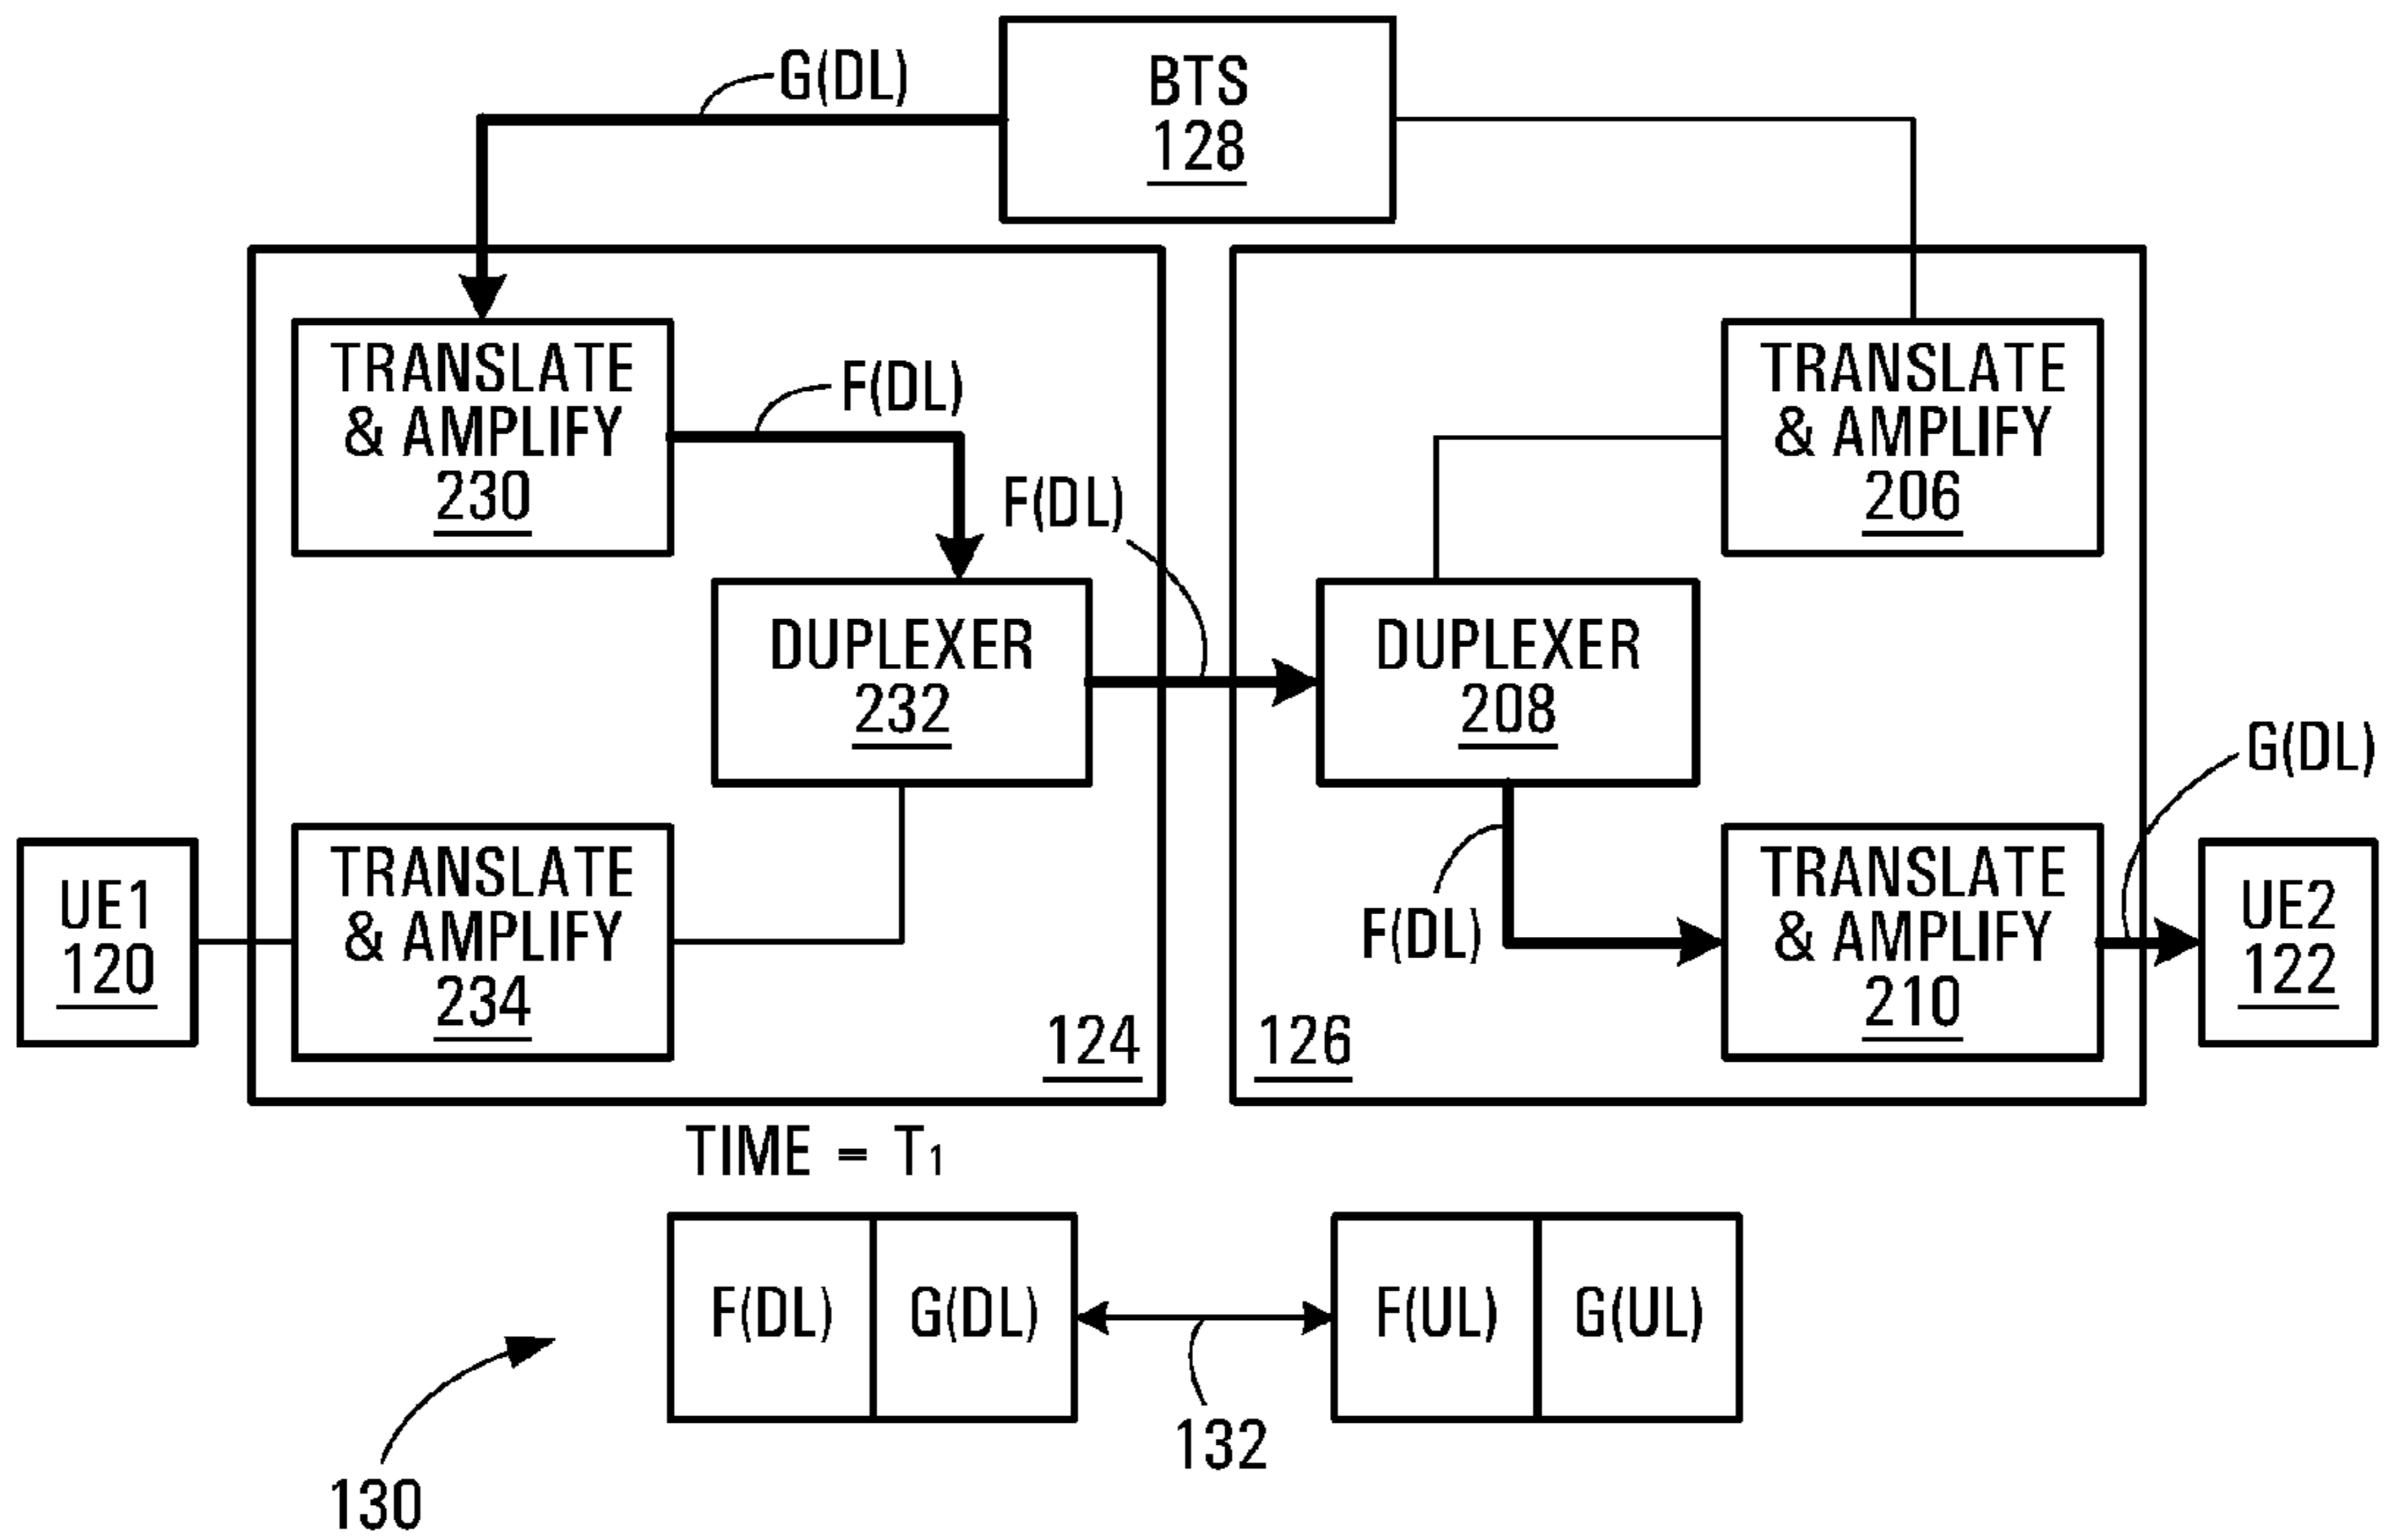 G(DL)
BTS
128
TRANSLATE
& AMPLIFY
230
F(DL)
F(DL)
TRANSLATE
& AMPLIFY
206
DUPLEXER
232
DUPLEXER
208
G(DL)
UE1
120
TRANSLATE
& AMPLIFY
234
F(DL)
TRANSLATE
& AMPLIFY
210
UE2
122
124
126
TIME = T1
F(DL)
G(DL)
F(UL)
G(UL)
132
130